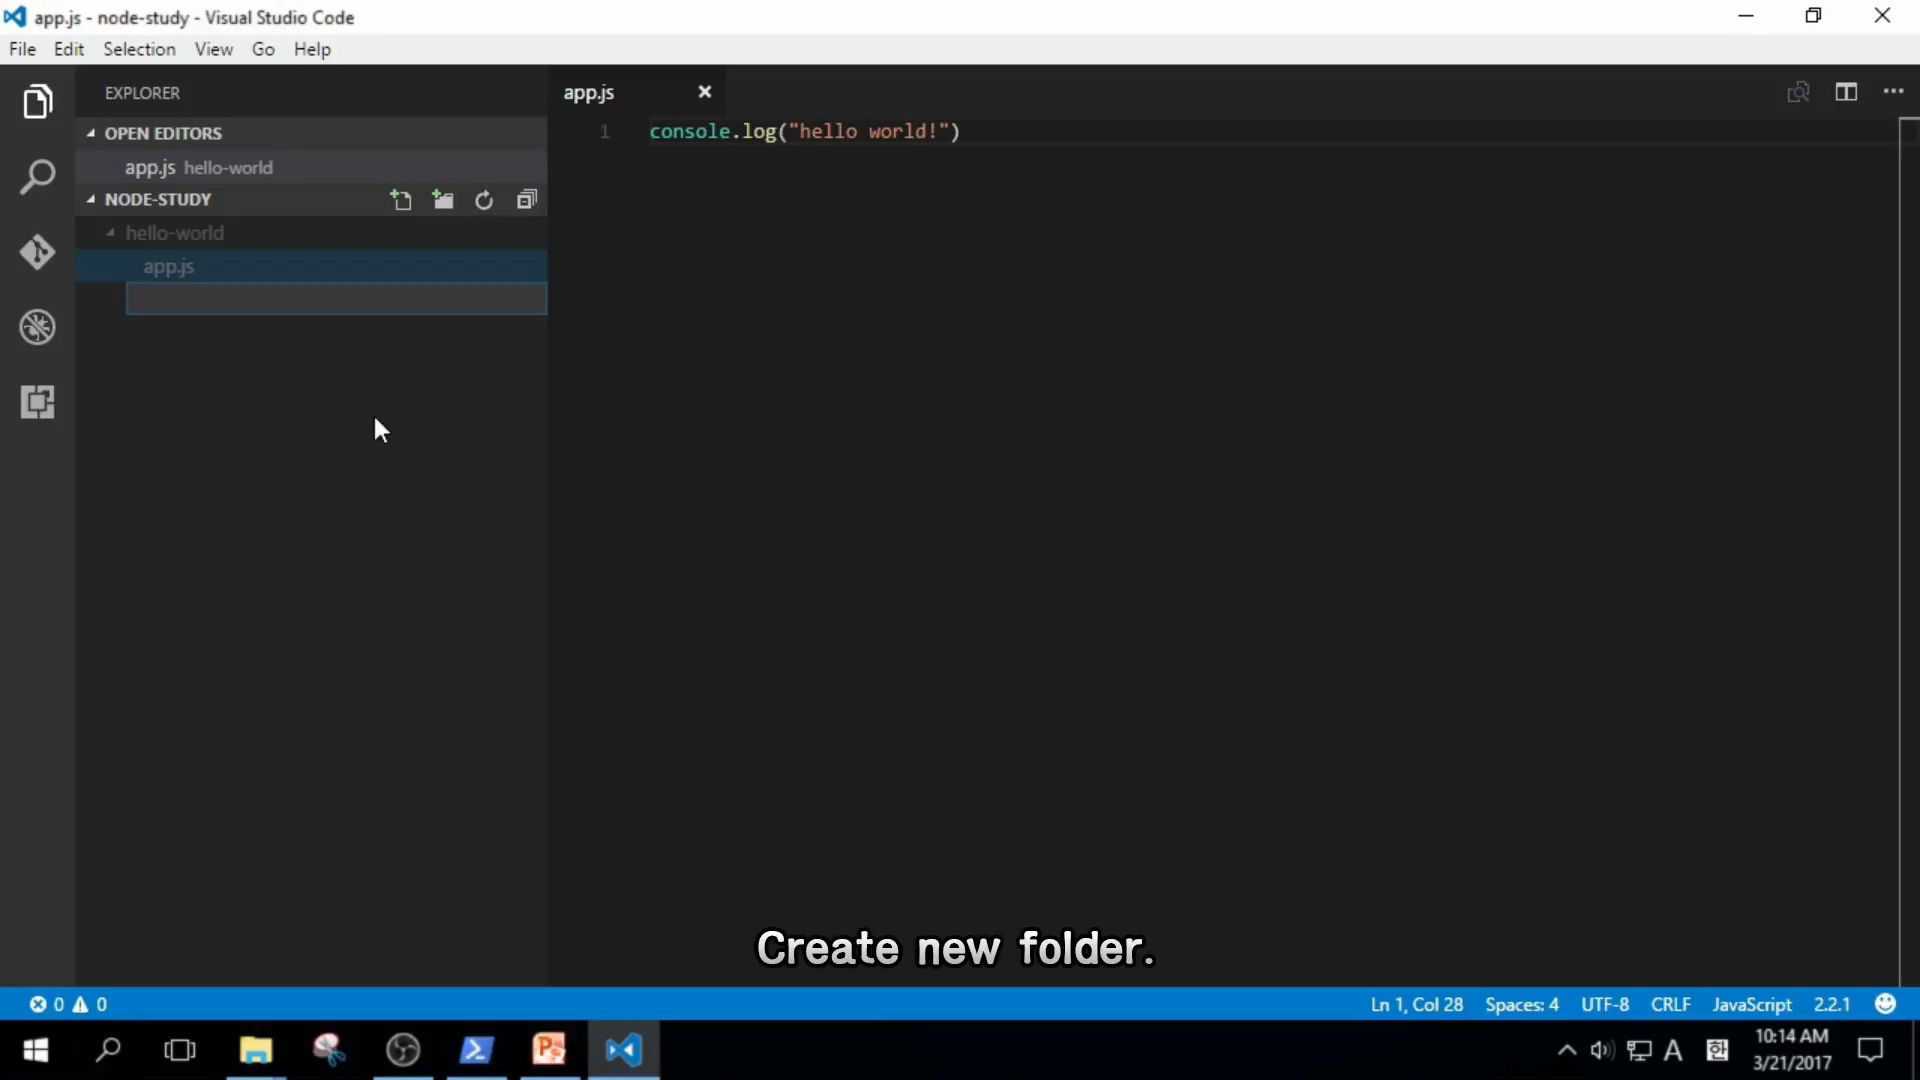 app.js - node-study - Visual Studio Code
File Edit Selection View Go Help
EXPLORER
OPEN EDITORS
app.js hello-world
NODE-STUDY
hello-world
app.js
app.js
1 console.log("hello world!")
Create new folder.
0 0
Ln 1, Col 28 Spaces: 4 UTF-8 CRLF JavaScript 2.2.1
A 한 10:14 AM
3/21/2017